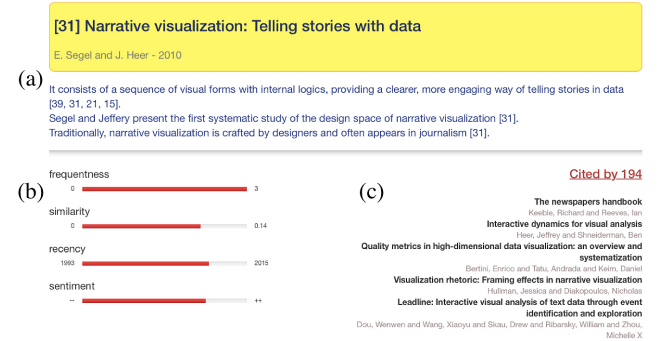 [31] Narrative visualization: Telling stories with data
E. Segel and J. Heer - 2010
(a)
It consists of a sequence of visual forms with internal logics, providing a clearer, more engaging way of telling stories in data
[39, 31, 21, 15].
Segel and Jeffery present the first systematic study of the design space of narrative visualization [31].
Traditionally, narrative visualization is crafted by designers and often appears in journalism [31].
(b)
frequentness
0 3
similarity
0 0.14
recency
1993 2015
sentiment
-- ++
(c)
Cited by 194
The newspapers handbook
Keeble, Richard and Reeves, Ian
Interactive dynamics for visual analysis
Heer, Jeffrey and Shneiderman, Ben
Quality metrics in high-dimensional data visualization: an overview and
systematization
Bertini, Enrico and Tatu, Andrada and Keim, Daniel
Visualization rhetoric: Framing effects in narrative visualization
Hullman, Jessica and Diakopoulos, Nicholas
Leadline: Interactive visual analysis of text data through event
identification and exploration
Dou, Wenwen and Wang, Xiaoyu and Skau, Drew and Ribarsky, William and Zhou,
Michelle X